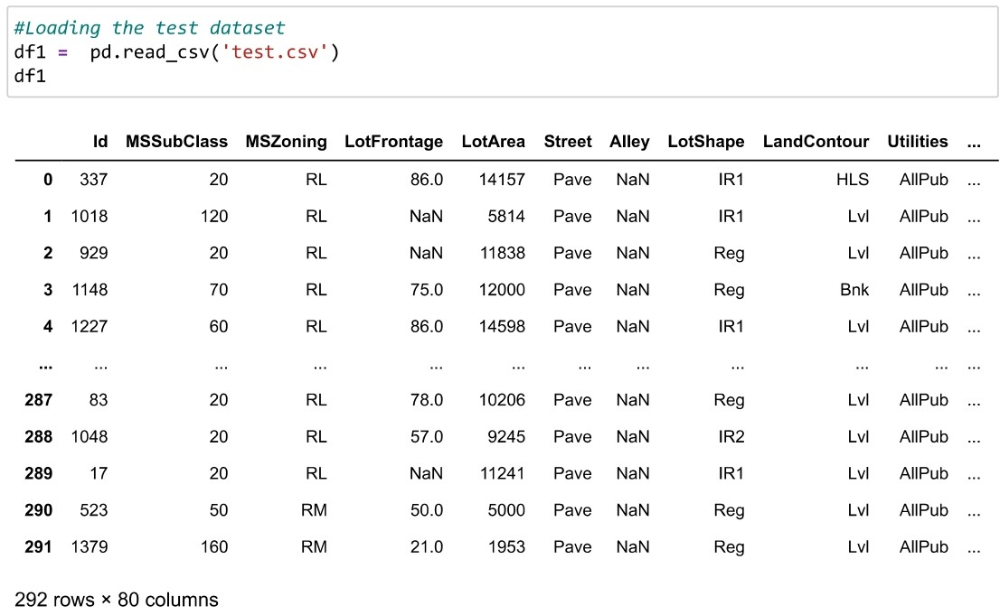 #Loading the test dataset
df1 =  pd.read_csv('test.csv')
df1
Id MSSubClass MSZoning LotFrontage LotArea Street Alley LotShape LandContour Utilities ...
0 337 20 RL 86.0 14157 Pave NaN IR1 HLS AllPub ...
1 1018 120 RL NaN 5814 Pave NaN IR1 Lvl AllPub ...
2 929 20 RL NaN 11838 Pave NaN Reg Lvl AllPub ...
3 1148 70 RL 75.0 12000 Pave NaN Reg Bnk AllPub ...
4 1227 60 RL 86.0 14598 Pave NaN IR1 Lvl AllPub ...
... ... ... ... ... ... ... ... ... ... ... ...
287 83 20 RL 78.0 10206 Pave NaN Reg Lvl AllPub ...
288 1048 20 RL 57.0 9245 Pave NaN IR2 Lvl AllPub ...
289 17 20 RL NaN 11241 Pave NaN IR1 Lvl AllPub ...
290 523 50 RM 50.0 5000 Pave NaN Reg Lvl AllPub ...
291 1379 160 RM 21.0 1953 Pave NaN Reg Lvl AllPub ...
292 rows × 80 columns